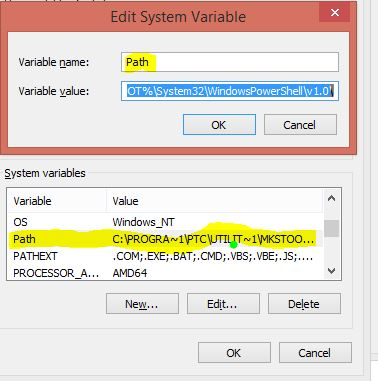 Edit System Variable
Variable name: Path
Variable value: OT%\System32\WindowsPowerShell\v1.0\
OK Cancel
System variables
Variable Value
OS Windows_NT
Path C:\PROGRA~1\PTC\UTILIT~1\MKSTOO...
PATHEXT .COM;.EXE;.BAT;.CMD;.VBS;.VBE;.JS;....
PROCESSOR_A... AMD64
New... Edit... Delete
OK Cancel